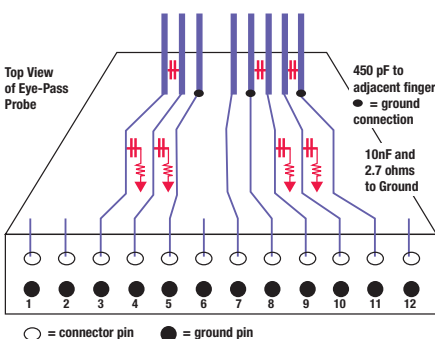 Top View
of Eye-Pass
Probe
450 pF to
adjacent finger
= ground
connection
10nF and
2.7 ohms
to Ground
1 2 3 4 5 6 7 8 9 10 11 12
= connector pin = ground pin